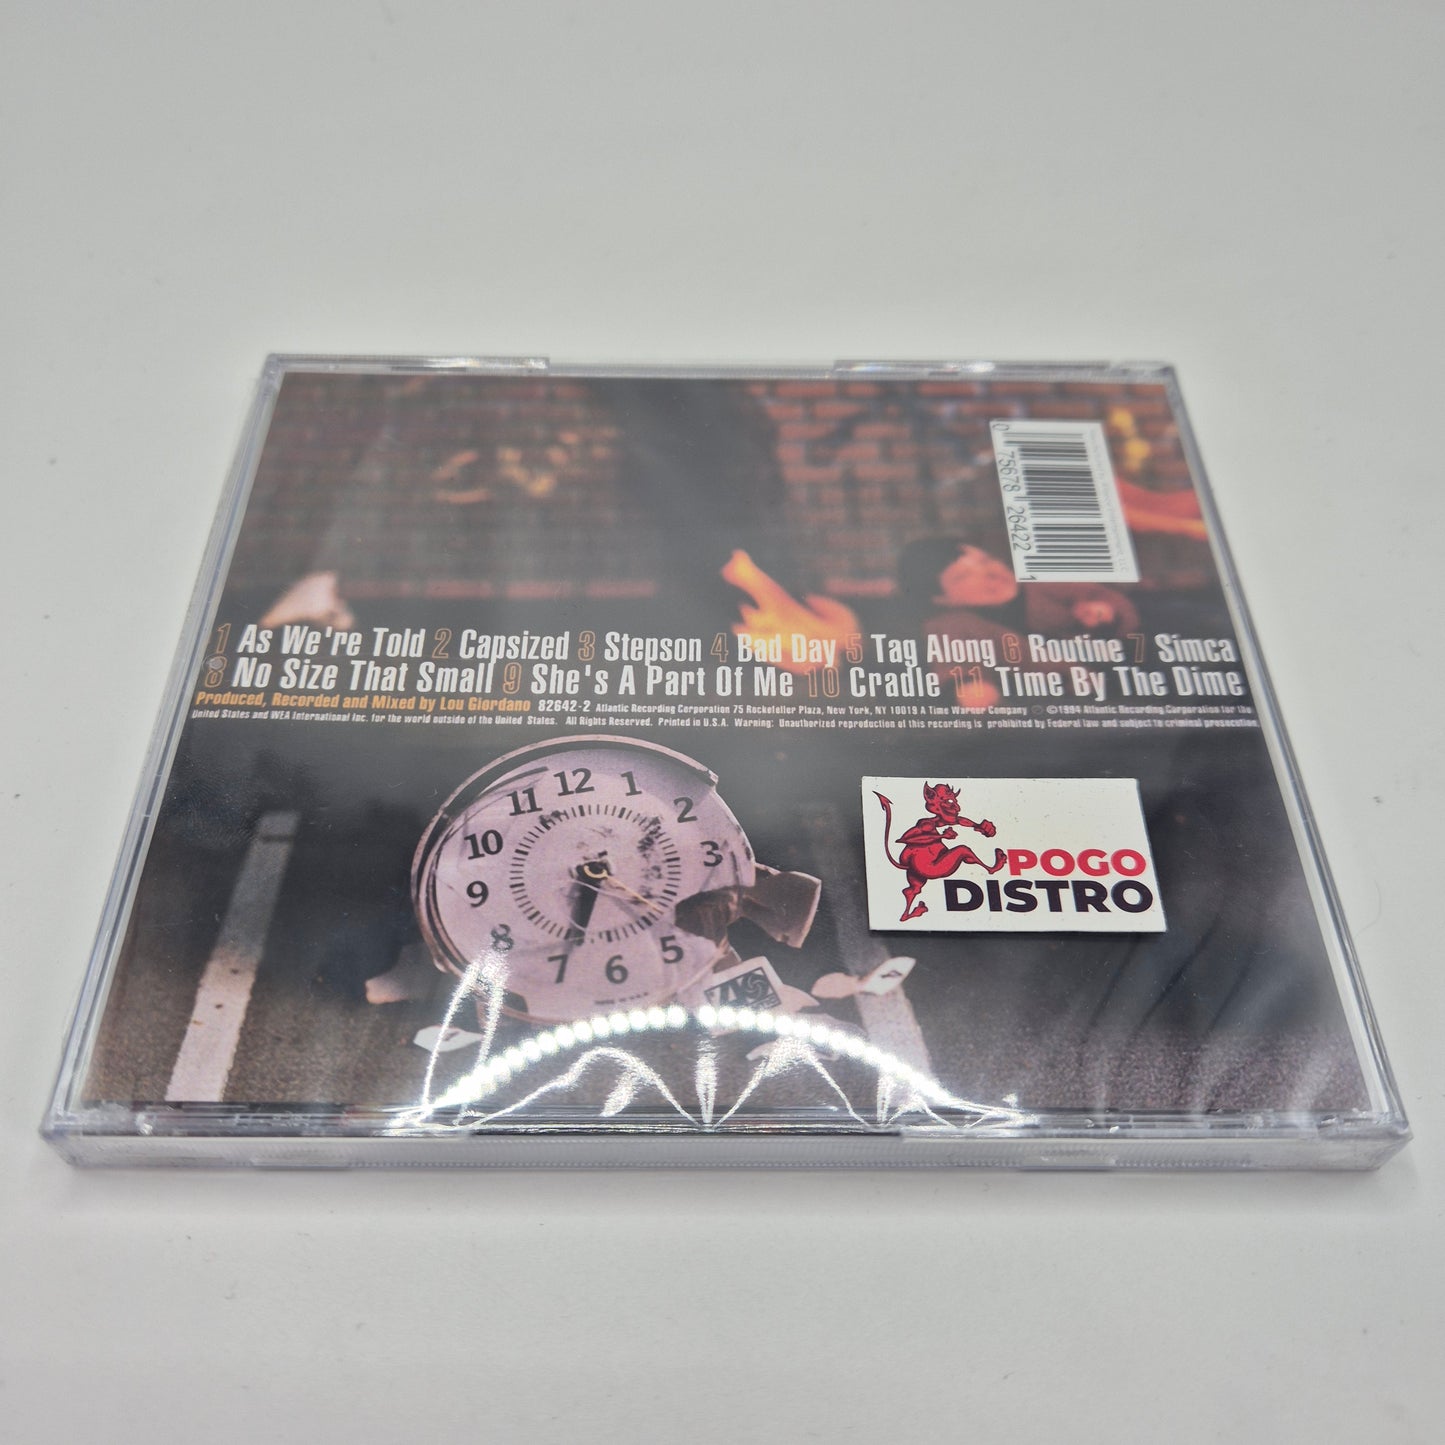 0 75678 26422 1
1 As We're Told 2 Capsized 3 Stepson 4 Bad Day 5 Tag Along 6 Routine 7 Simca
8 No Size That Small 9 She's A Part Of Me 10 Cradle 11 Time By The Dime
Produced, Recorded and Mixed by Lou Giordano 82642-2 Atlantic Recording Corporation 75 Rockefeller Plaza, New York, NY 10019 A Time Warner Company ℗©1994 Atlantic Recording Corporation for the
United States and WEA International Inc. for the world outside of the United States. All Rights Reserved. Printed in U.S.A. Warning: Unauthorized reproduction of this recording is prohibited by Federal law and subject to criminal prosecution
12 1
11 2
10 3
9
8 5
7 6
POGO
DISTRO